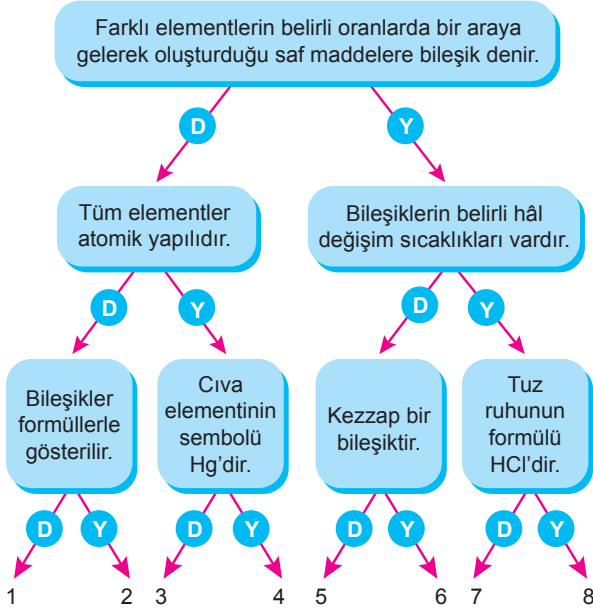 Farklı elementlerin belirli oranlarda bir araya
gelerek oluşturduğu saf maddelere bileşik denir.
D
Y
Tüm elementler
atomik yapılıdır.
Bileşiklerin belirli hâl
değişim sıcaklıkları vardır.
D
Y
D
Y
Bileşikler
formüllerle
gösterilir.
Cıva
elementinin
sembolü
Hg’dir.
Kezzap bir
bileşiktir.
Tuz
ruhunun
formülü
HCl’dir.
D
Y
D
Y
D
Y
D
Y
1
2
3
4
5
6
7
8